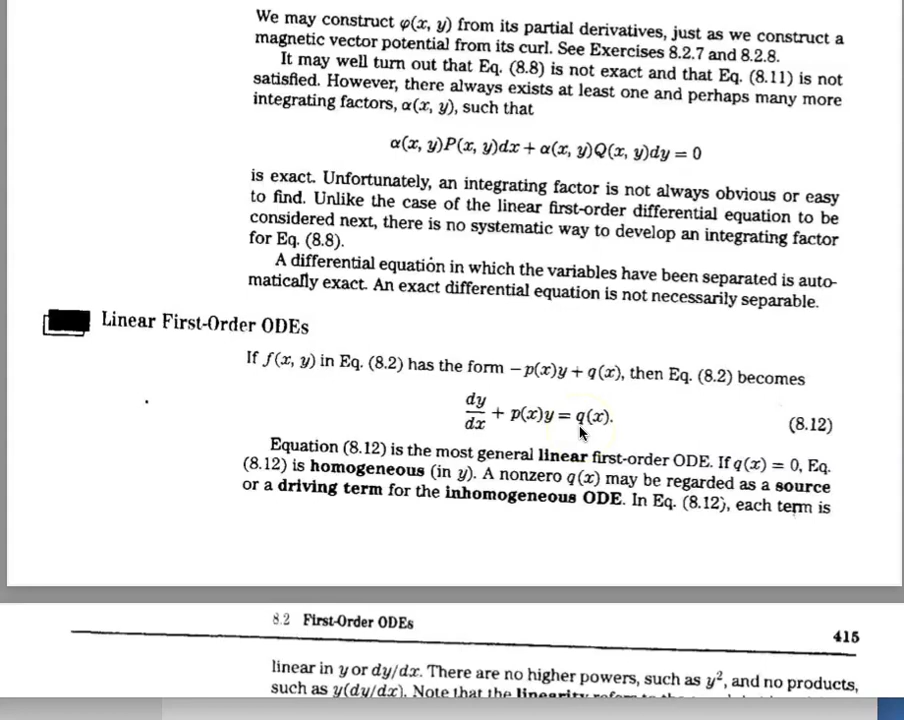 We may construct φ(x, y) from its partial derivatives, just as we construct a
magnetic vector potential from its curl. See Exercises 8.2.7 and 8.2.8.
It may well turn out that Eq. (8.8) is not exact and that Eq. (8.11) is not
satisfied. However, there always exists at least one and perhaps many more
integrating factors, α(x, y), such that
α(x, y)P(x, y)dx + α(x, y)Q(x, y)dy = 0
is exact. Unfortunately, an integrating factor is not always obvious or easy
to find. Unlike the case of the linear first-order differential equation to be
considered next, there is no systematic way to develop an integrating factor
for Eq. (8.8).
A differential equation in which the variables have been separated is auto-
matically exact. An exact differential equation is not necessarily separable.
Linear First-Order ODEs
If f(x, y) in Eq. (8.2) has the form −p(x)y + q(x), then Eq. (8.2) becomes
dy/dx + p(x)y = q(x). (8.12)
Equation (8.12) is the most general linear first-order ODE. If q(x) = 0, Eq.
(8.12) is homogeneous (in y). A nonzero q(x) may be regarded as a source
or a driving term for the inhomogeneous ODE. In Eq. (8.12), each term is
8.2 First-Order ODEs
415
linear in y or dy/dx. There are no higher powers, such as y², and no products,
such as y(dy/dx). Note that the linearity